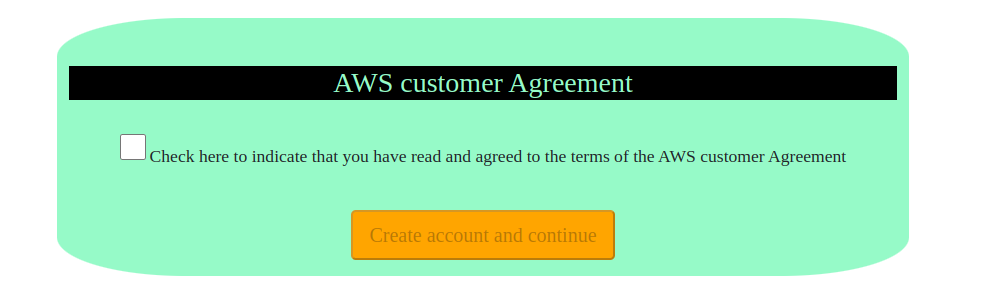 AWS customer Agreement
Check here to indicate that you have read and agreed to the terms of the AWS customer Agreement
Create account and continue